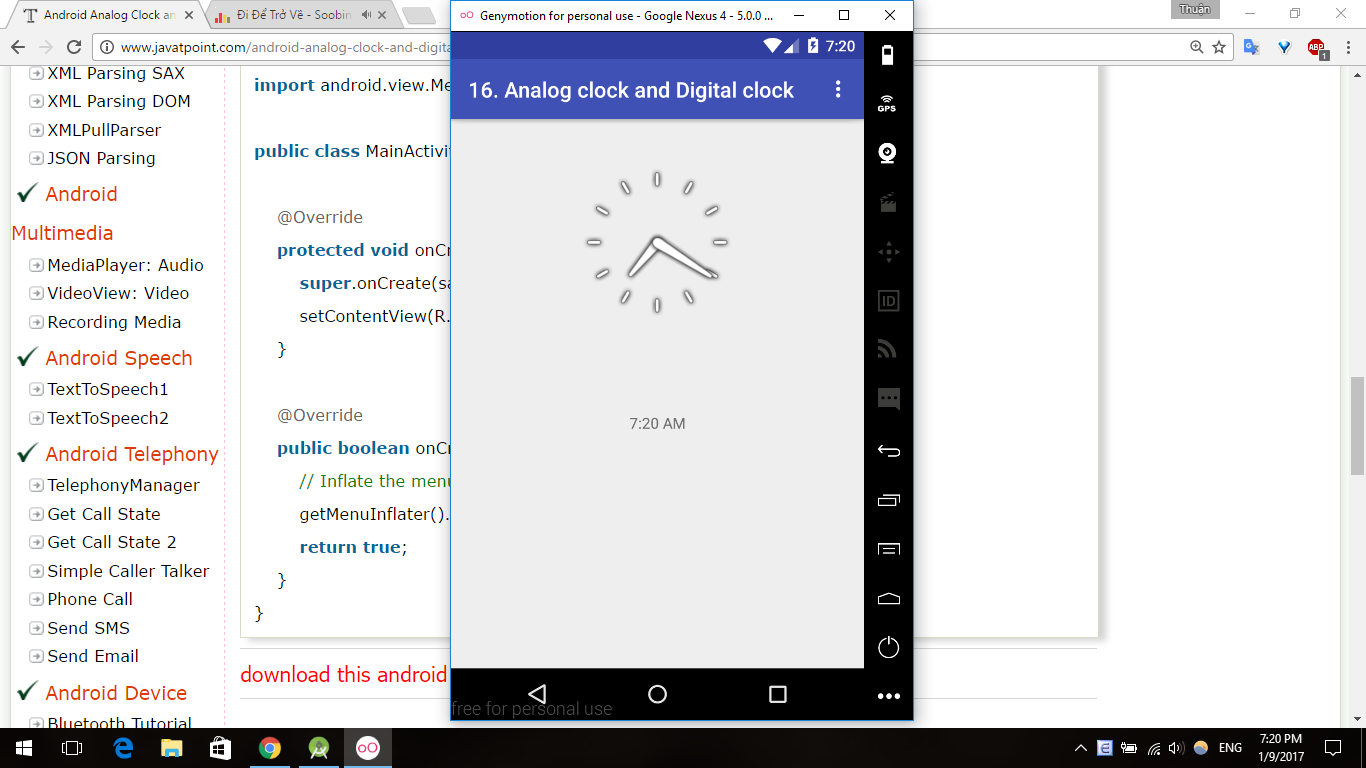 Android Analog Clock an
Đi Để Trở Về - Soobin
Thuận
www.javatpoint.com/android-analog-clock-and-digita
ABP
1
XML Parsing SAX
XML Parsing DOM
XMLPullParser
JSON Parsing
Android
Multimedia
MediaPlayer: Audio
VideoView: Video
Recording Media
Android Speech
TextToSpeech1
TextToSpeech2
Android Telephony
TelephonyManager
Get Call State
Get Call State 2
Simple Caller Talker
Phone Call
Send SMS
Send Email
Android Device
Bluetooth Tutorial
import android.view.Me
public class MainActivit
@Override
protected void onCr
super.onCreate(sa
setContentView(R.
}
@Override
public boolean onCr
// Inflate the menu
getMenuInflater().
return true;
}
}
download this android
Genymotion for personal use - Google Nexus 4 - 5.0.0 ...
7:20
16. Analog clock and Digital clock
7:20 AM
GPS
ID
free for personal use
ENG
7:20 PM
1/9/2017